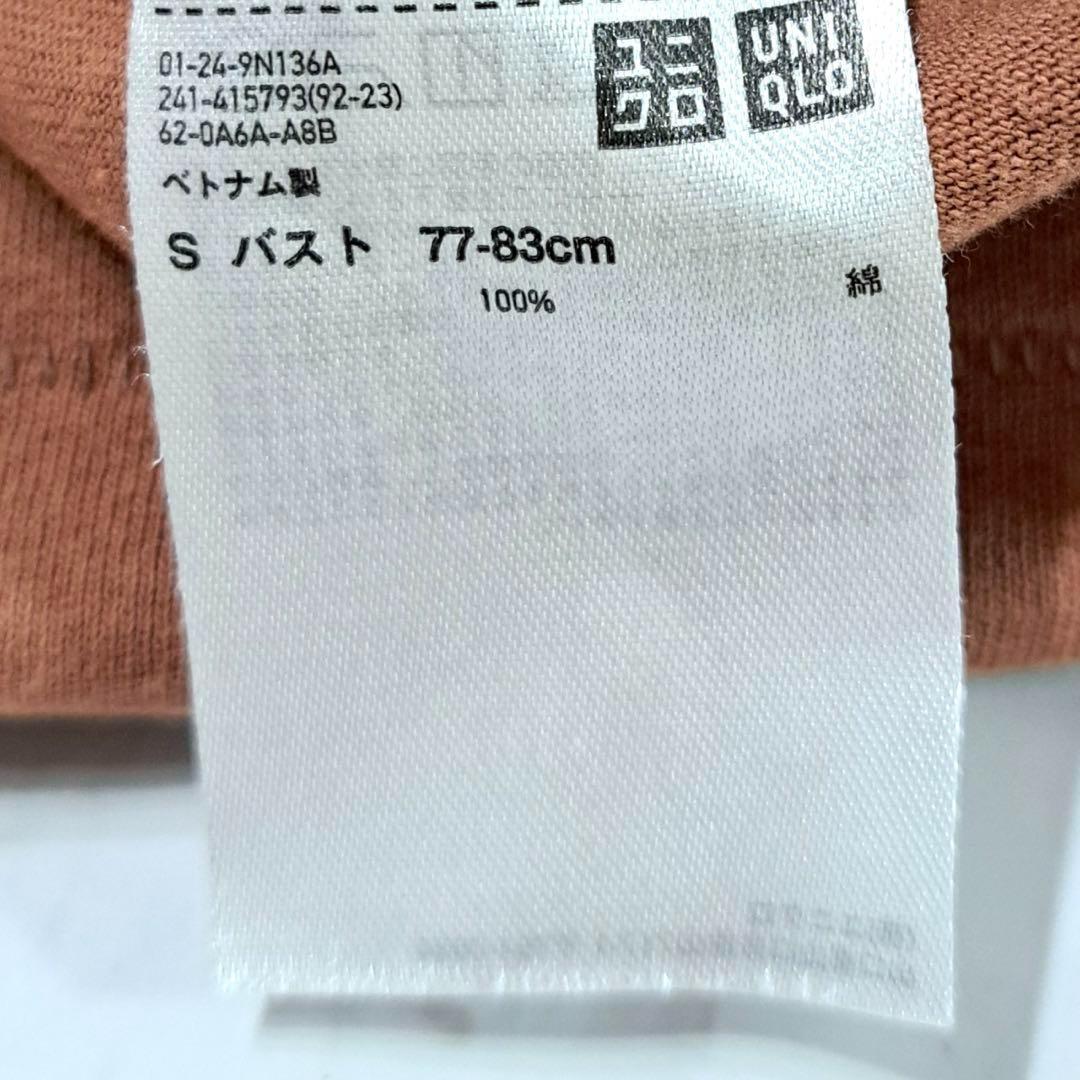 ユニ
クロ
UNI
QLO
01-24-9N136A
241-415793(92-23)
62-0A6A-A8B
ベトナム製
S バスト 77-83cm
100% 綿